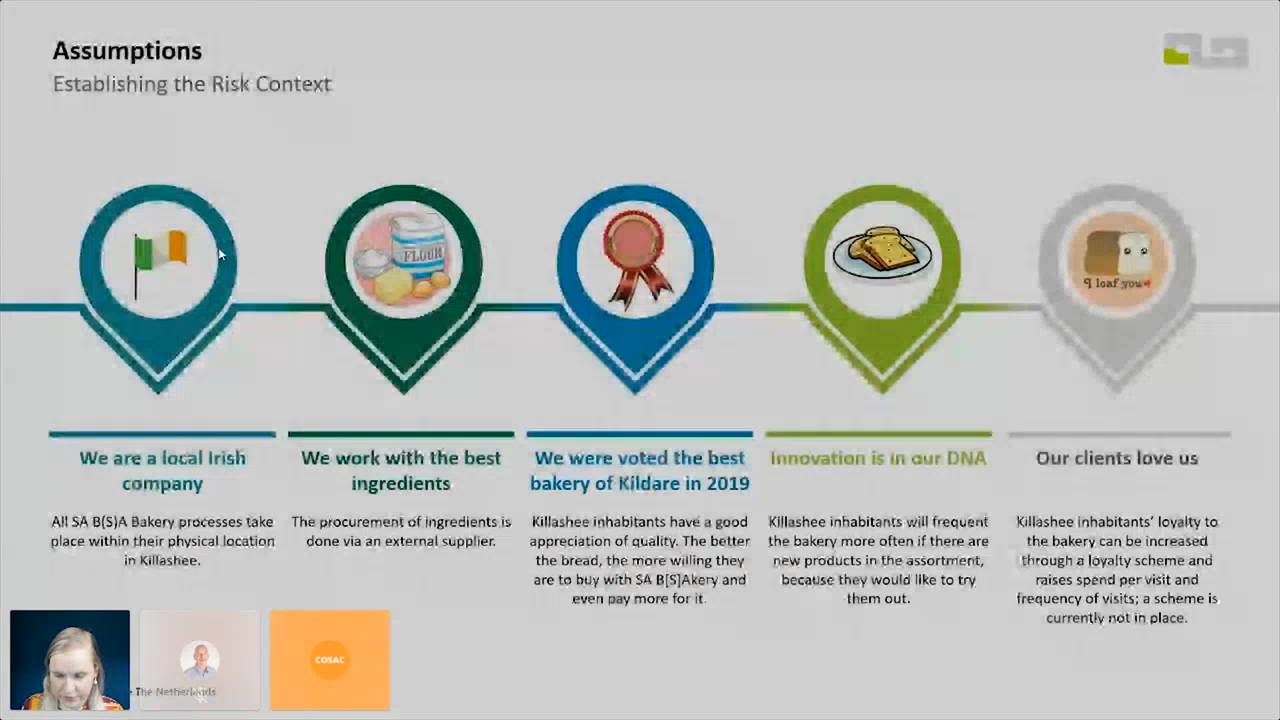 Assumptions
Establishing the Risk Context
FLOUR
I loaf you
We are a local Irish
company
All SA B(S)A Bakery processes take
place within their physical location
in Killashee.
We work with the best
ingredients
The procurement of ingredients is
done via an external supplier.
We were voted the best
bakery of Kildare in 2019
Killashee inhabitants have a good
appreciation of quality. The better
the bread, the more willing they
are to buy with SA B[S]Akery and
even pay more for it.
Innovation is in our DNA
Killashee inhabitants will frequent
the bakery more often if there are
new products in the assortment,
because they would like to try
them out.
Our clients love us
Killashee inhabitants' loyalty to
the bakery can be increased
through a loyalty scheme and
raises spend per visit and
frequency of visits; a scheme is
currently not in place.
The Netherlands
COSAC